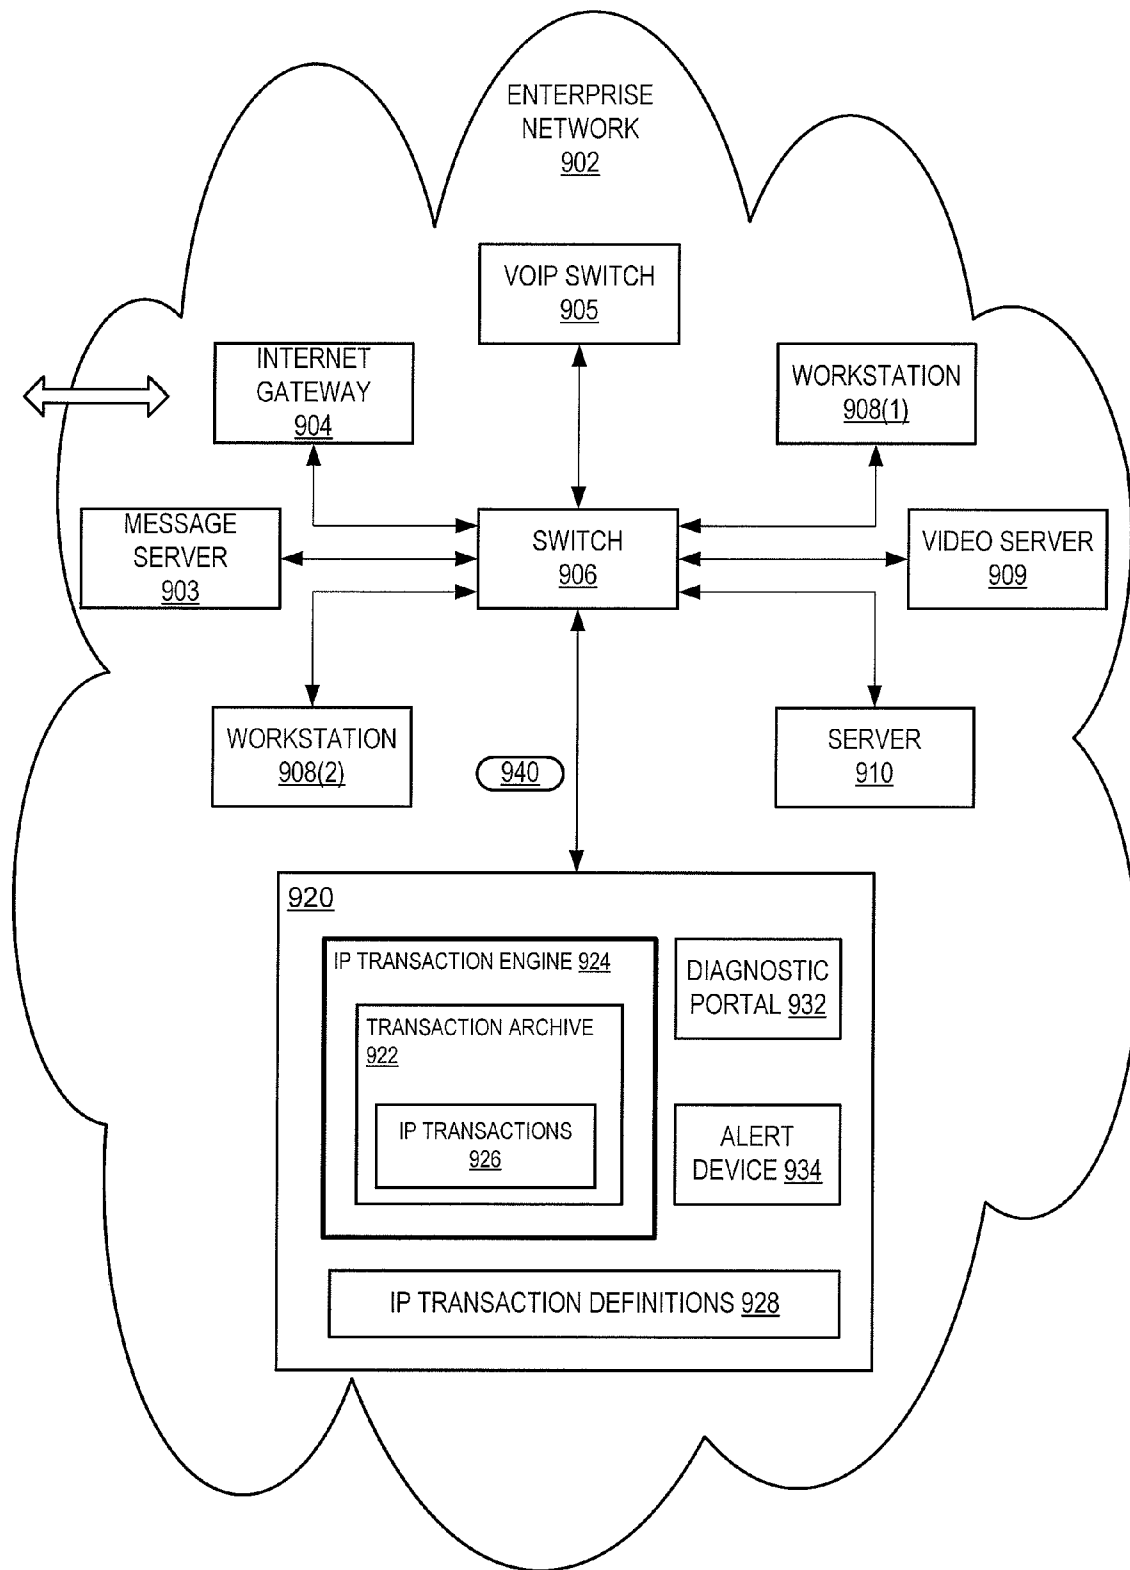 ENTERPRISE
NETWORK
902
VOIP SWITCH
905
INTERNET
GATEWAY
904
WORKSTATION
908(1)
MESSAGE
SERVER
903
SWITCH
906
VIDEO SERVER
909
WORKSTATION
908(2)
940
SERVER
910
920
IP TRANSACTION ENGINE 924
TRANSACTION ARCHIVE
922
IP TRANSACTIONS
926
DIAGNOSTIC
PORTAL 932
ALERT
DEVICE 934
IP TRANSACTION DEFINITIONS 928